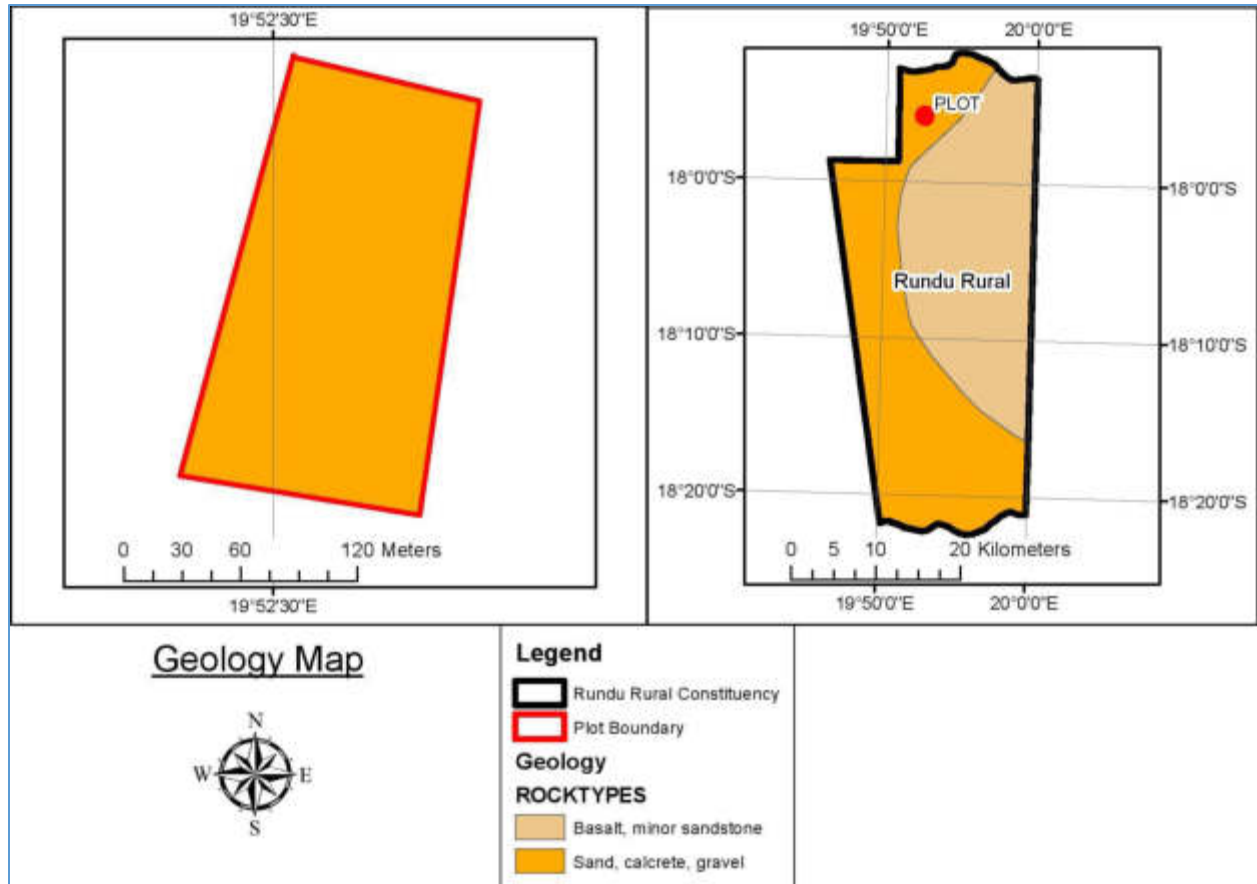 19°52'30"E
0 30 60 120 Meters
19°52'30"E
19°50'0"E 20°0'0"E
PLOT
18°0'0"S 18°0'0"S
Rundu Rural
18°10'0"S 18°10'0"S
18°20'0"S 18°20'0"S
0 5 10 20 Kilometers
19°50'0"E 20°0'0"E
Geology Map
N
W E
S
Legend
Rundu Rural Constituency
Plot Boundary
Geology
ROCKTYPES
Basalt, minor sandstone
Sand, calcrete, gravel